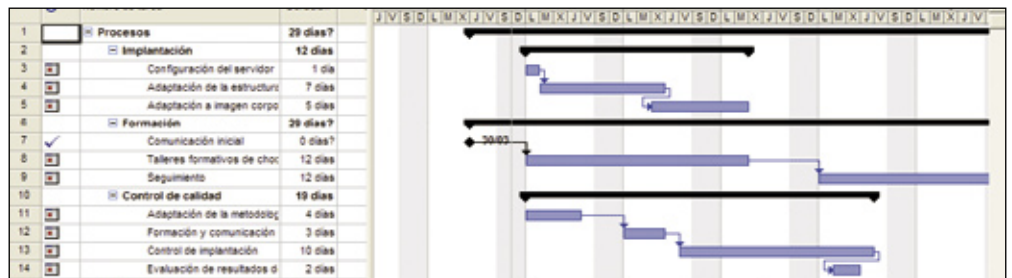 J V S D L M X J V S D L M X J V S D L M X J V S D L M X J V S D L M X J V S D L M X J V
1 Procesos 29 días?
2 Implantación 12 días
3 Configuración del servidor 1 día
4 Adaptación de la estructura 7 días
5 Adaptación a imagen corpo 5 días
6 Formación 29 días?
7 Comunicación inicial 0 días? 30/03
8 Talleres formativos de choc 12 días
9 Seguimiento 12 días
10 Control de calidad 19 días
11 Adaptación de la metodolog 4 días
12 Formación y comunicación 3 días
13 Control de implantación 10 días
14 Evaluación de resultados d 2 días